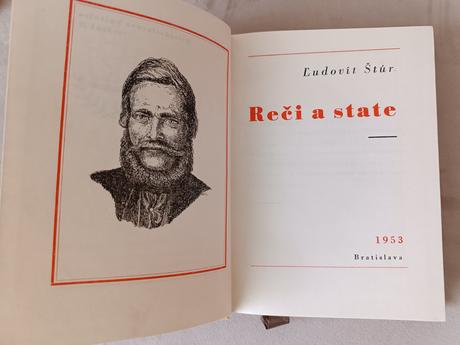 Ľudovít Štúr
Reči a state
1953
Bratislava